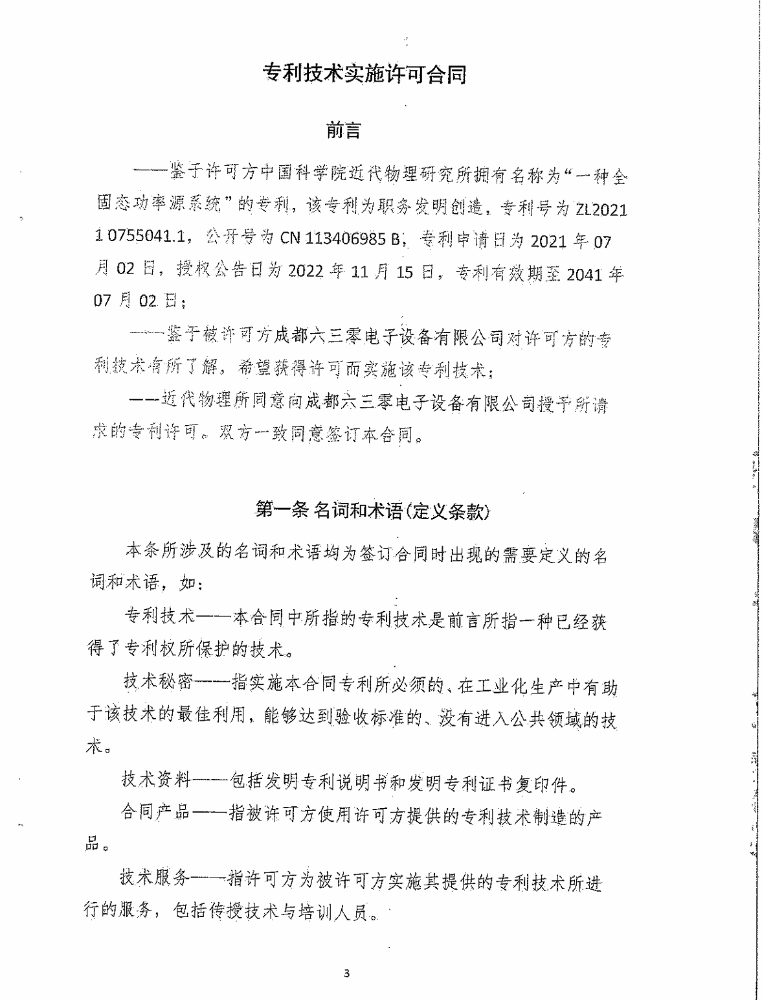 专利技术实施许可合同
前言
——鉴于许可方中国科学院近代物理研究所拥有名称为“一种全
固态功率源系统”的专利，该专利为职务发明创造，专利号为 ZL2021
1 0755041.1，公开号为 CN 113406985 B，专利申请日为 2021 年 07
月 02 日，授权公告日为 2022 年 11 月 15 日，专利有效期至 2041 年
07 月 02 日；
——鉴于被许可方成都六三零电子设备有限公司对许可方的专
利技术有所了解，希望获得许可而实施该专利技术；
——近代物理所同意向成都六三零电子设备有限公司授予所请
求的专利许可。双方一致同意签订本合同。
第一条 名词和术语(定义条款)
本条所涉及的名词和术语均为签订合同时出现的需要定义的名
词和术语，如：
专利技术——本合同中所指的专利技术是前言所指一种已经获
得了专利权所保护的技术。
技术秘密——指实施本合同专利所必须的、在工业化生产中有助
于该技术的最佳利用，能够达到验收标准的、没有进入公共领域的技
术。
技术资料——包括发明专利说明书和发明专利证书复印件。
合同产品——指被许可方使用许可方提供的专利技术制造的产
品。
技术服务——指许可方为被许可方实施其提供的专利技术所进
行的服务，包括传授技术与培训人员。
3